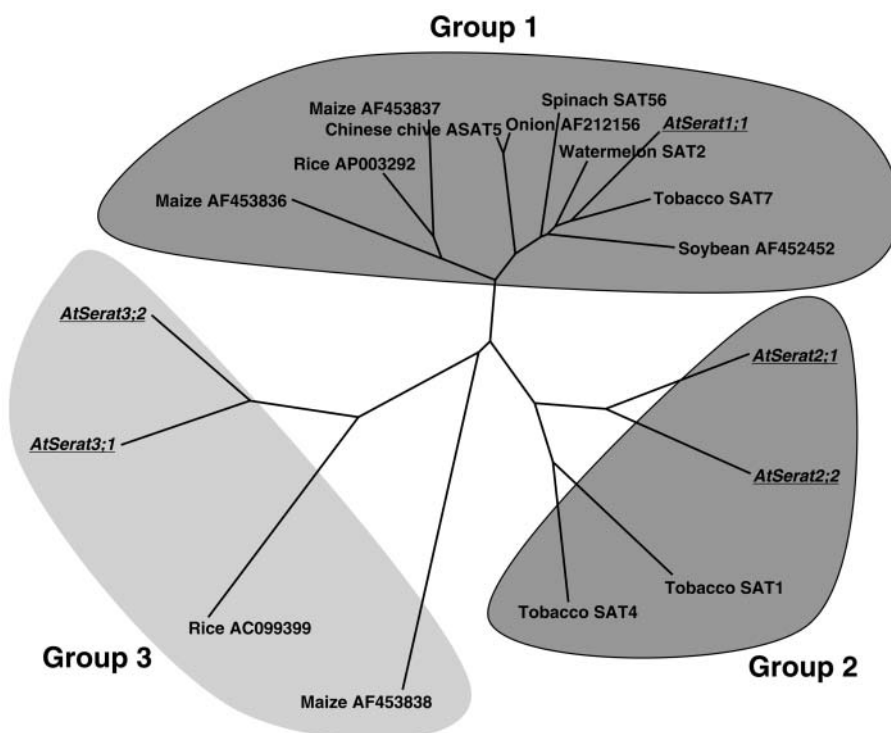 Group 1
Spinach SAT56
Maize AF453837
Chinese chive ASAT5
Onion AF212156
AtSerat1;1
Watermelon SAT2
Rice AP003292
Maize AF453836
Tobacco SAT7
Soybean AF452452
AtSerat3;2
AtSerat2;1
AtSerat3;1
AtSerat2;2
Tobacco SAT1
Tobacco SAT4
Rice AC099399
Group 3
Group 2
Maize AF453838